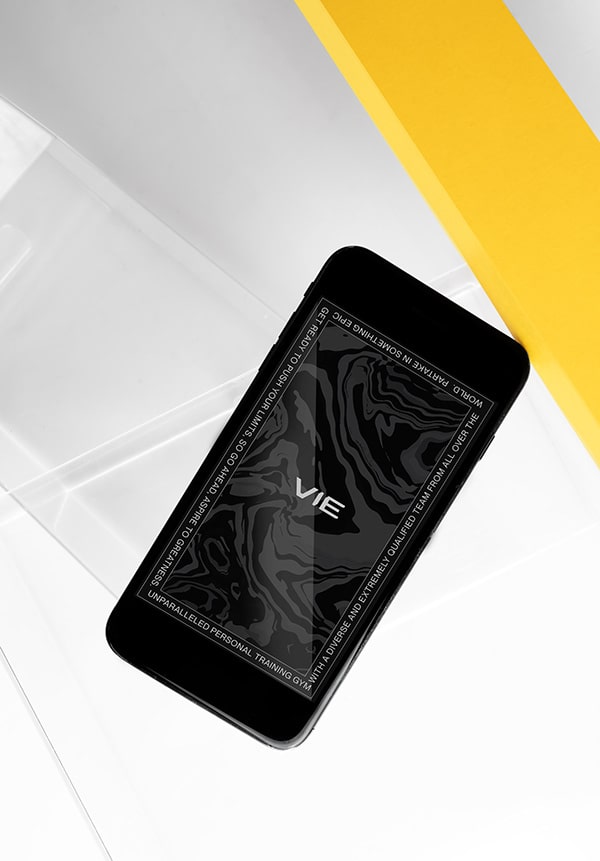 GET READY TO PUSH YOUR LIMITS, SO GO AHEAD, ASPIRE TO GREATNESS.
UNPARALLELED PERSONAL TRAINING GYM
WITH A DIVERSE AND EXTREMELY QUALIFIED TEAM FROM ALL OVER THE
WORLD. PARTAKE IN SOMETHING EPIC
VIE